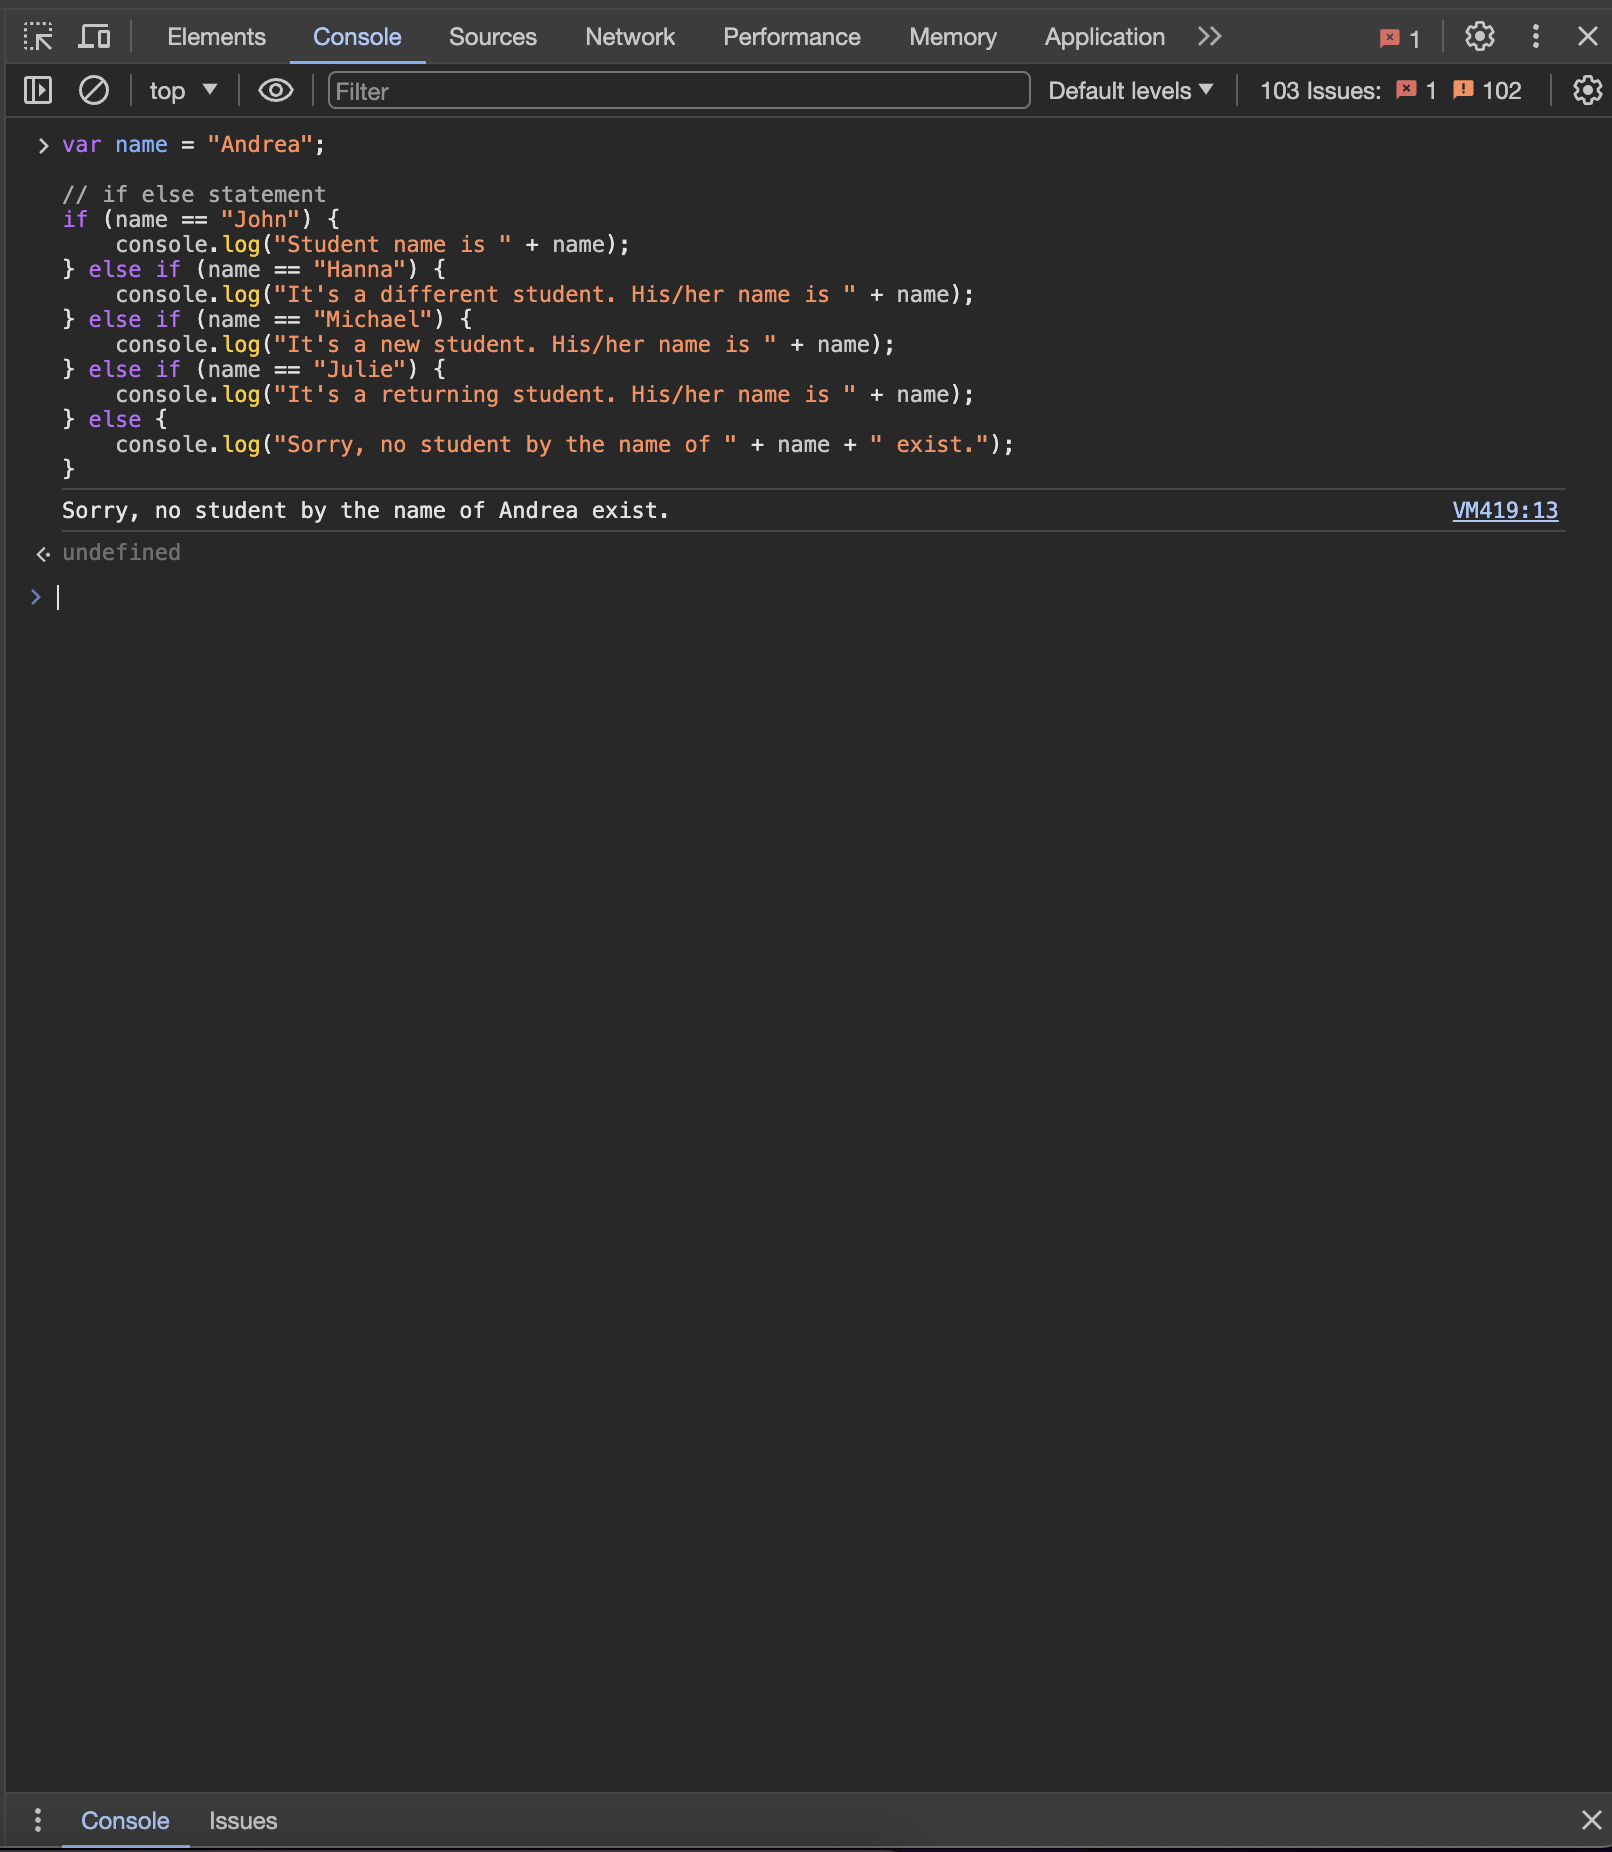 Elements Console Sources Network Performance Memory Application 1
top Filter Default levels 103 Issues: 1 102
var name = "Andrea";
// if else statement
if (name == "John") {
    console.log("Student name is " + name);
} else if (name == "Hanna") {
    console.log("It's a different student. His/her name is " + name);
} else if (name == "Michael") {
    console.log("It's a new student. His/her name is " + name);
} else if (name == "Julie") {
    console.log("It's a returning student. His/her name is " + name);
} else {
    console.log("Sorry, no student by the name of " + name + " exist.");
}
Sorry, no student by the name of Andrea exist. VM419:13
undefined
Console Issues